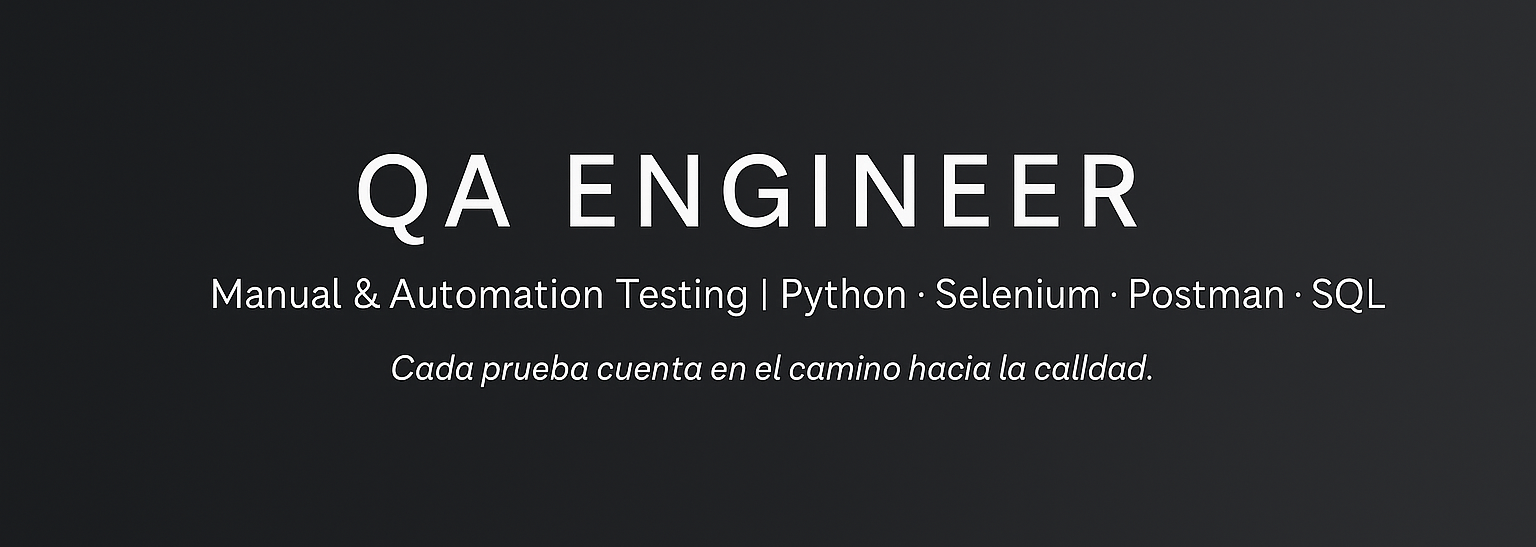 QA ENGINEER
Manual & Automation Testing | Python · Selenium · Postman · SQL
Cada prueba cuenta en el camino hacia la calldad.